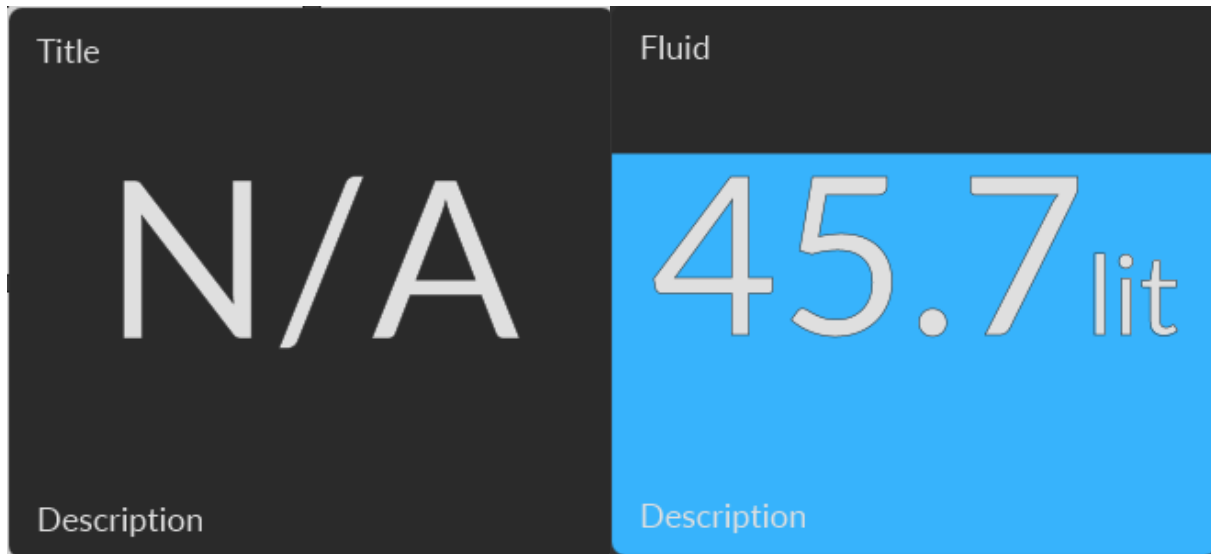 Title
N/A
Description
Fluid
45.7 lit
Description